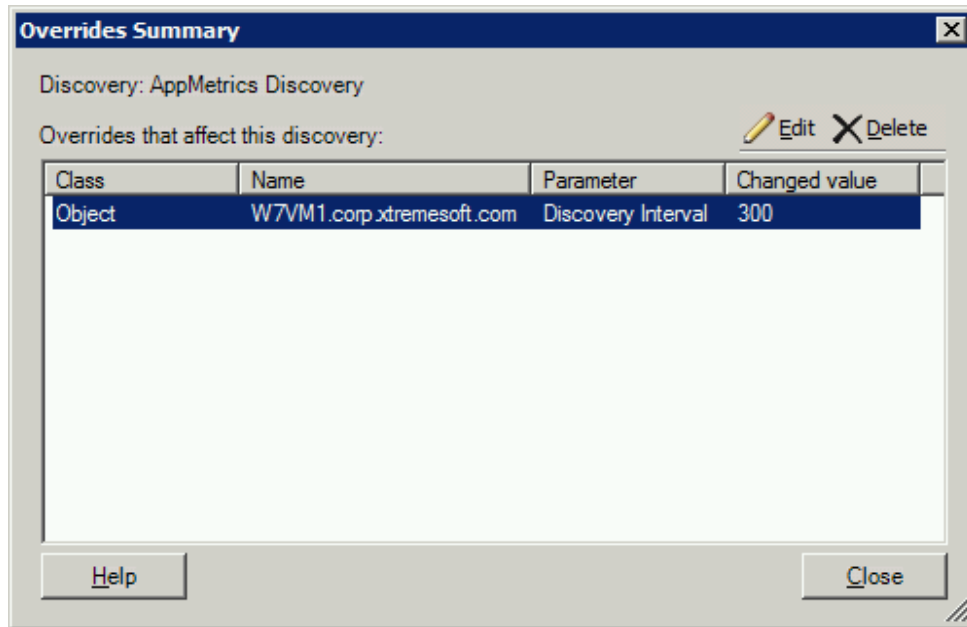 Overrides Summary
Discovery: AppMetrics Discovery
Overrides that affect this discovery:
Edit Delete
Class Name Parameter Changed value
Object W7VM1.corp.xtremesoft.com Discovery Interval 300
Help Close